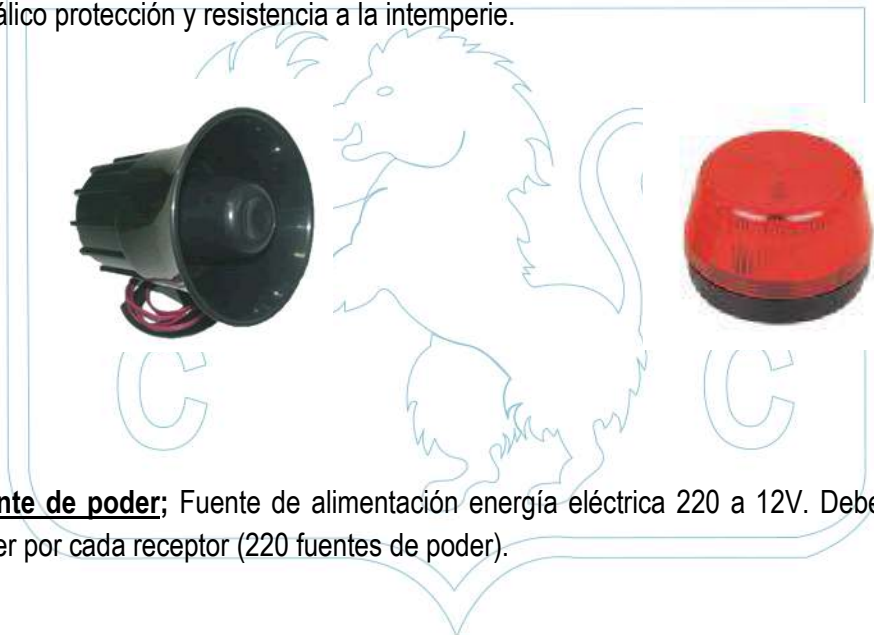 álico protección y resistencia a la intemperie.
C C
nte de poder; Fuente de alimentación energía eléctrica 220 a 12V. Debe
er por cada receptor (220 fuentes de poder).